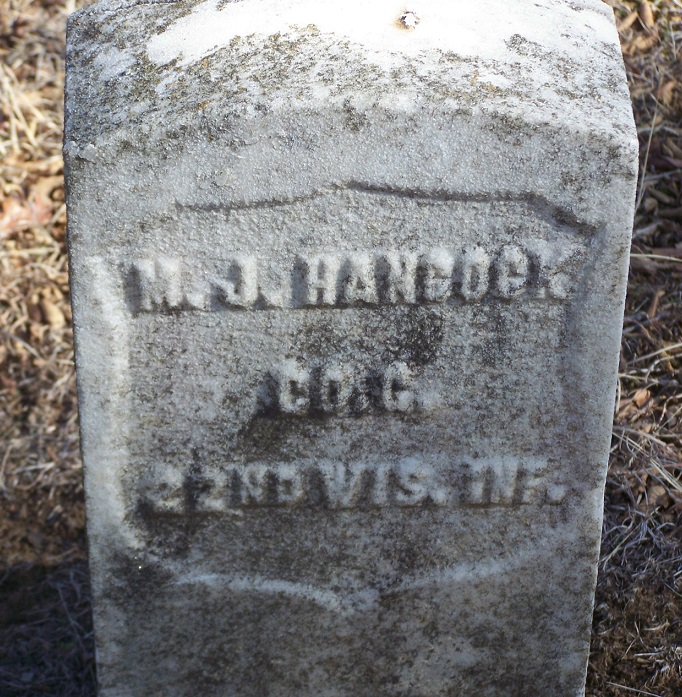 M. J. HANCOCK
CO. C.
22ND WIS. INF.